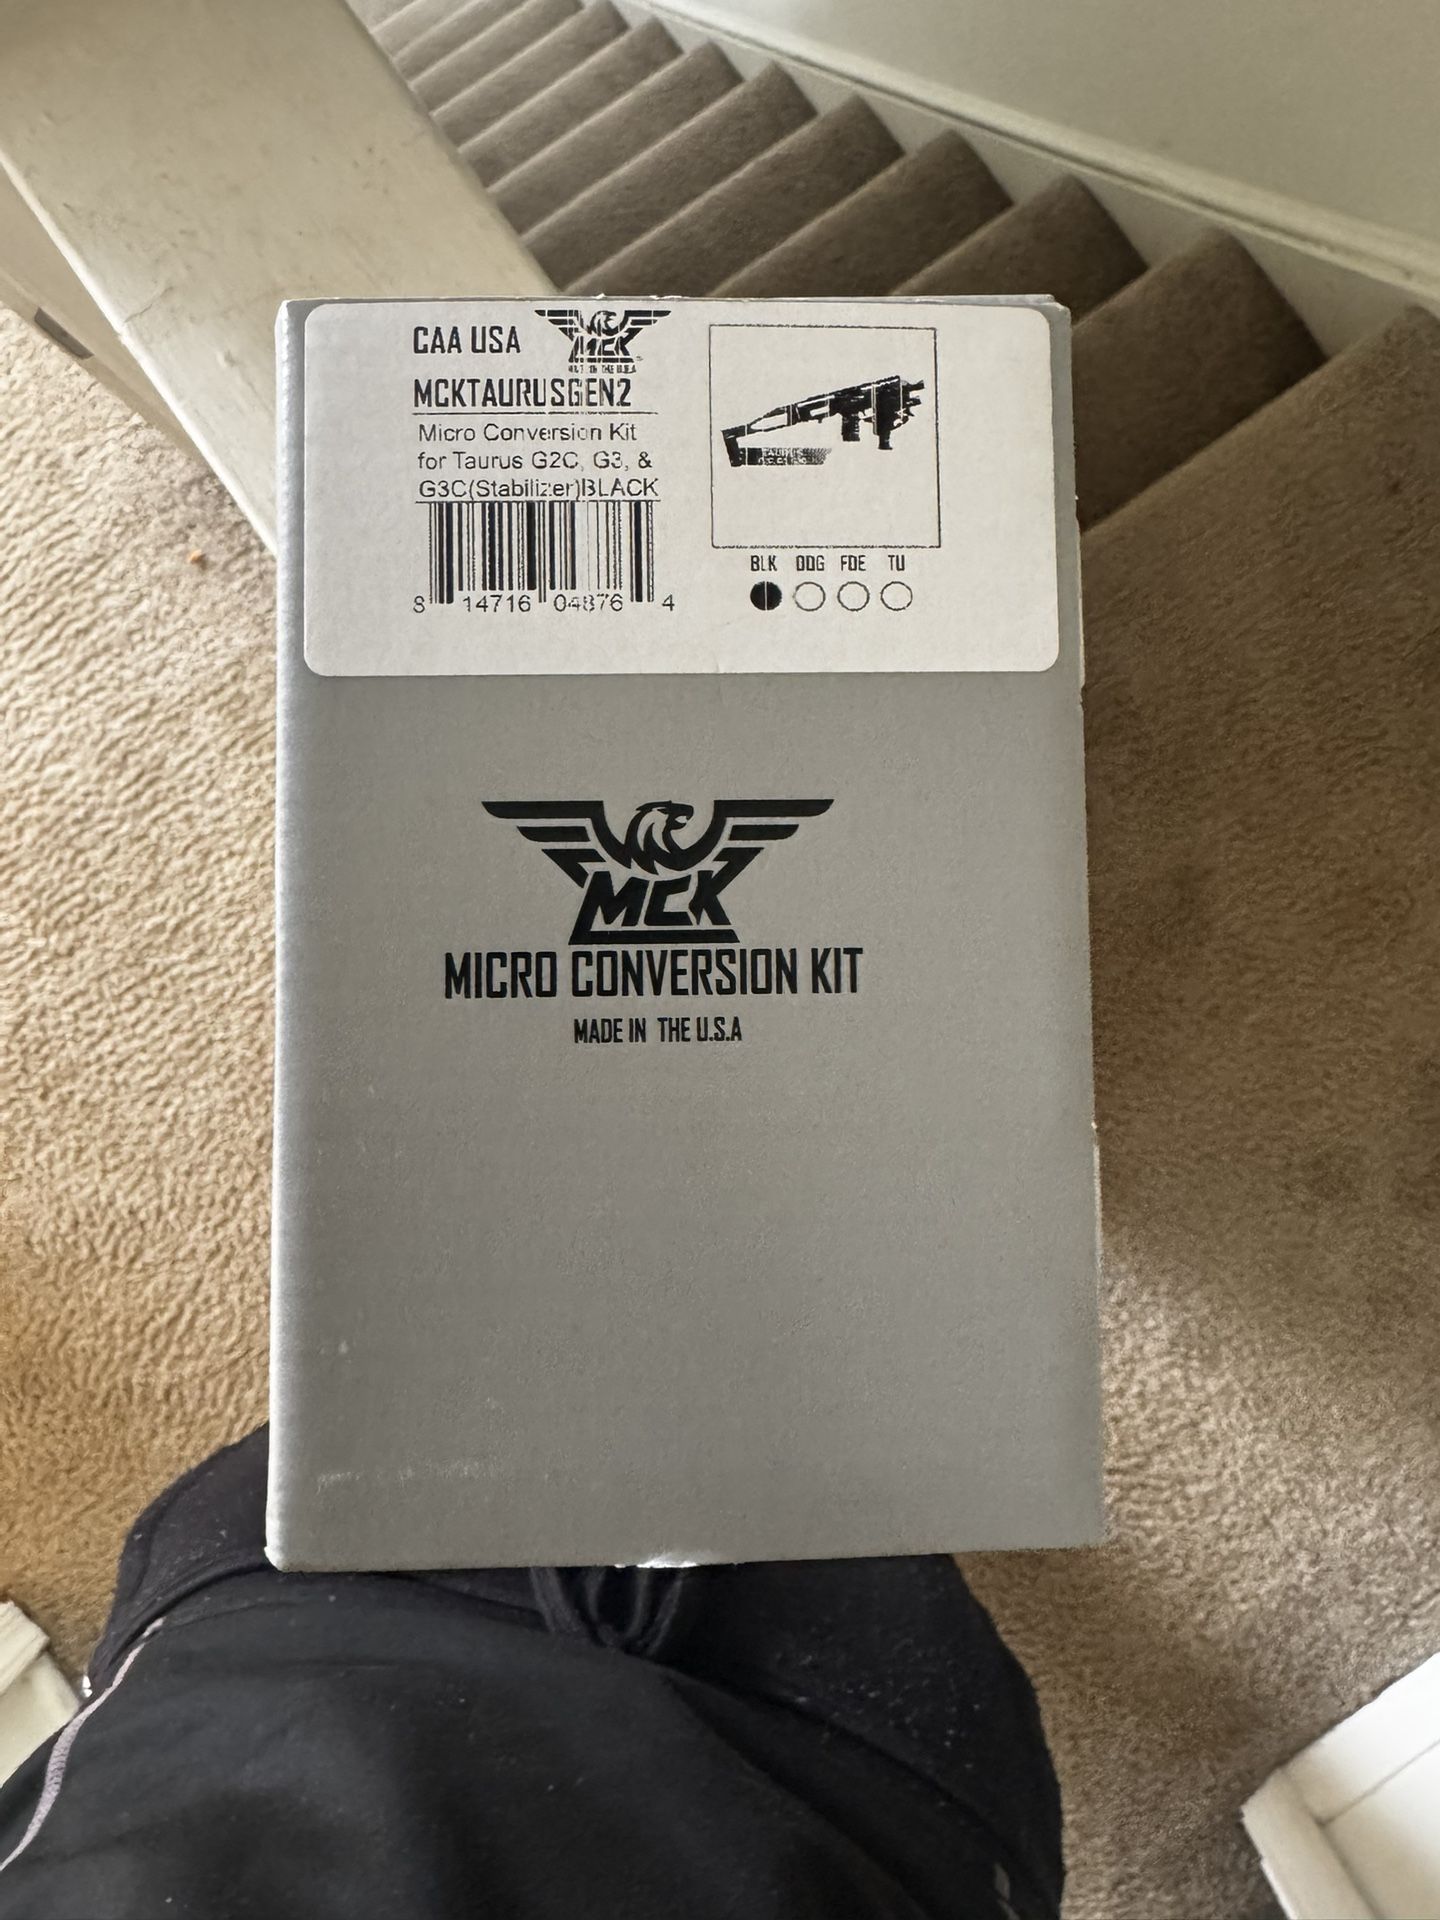 CAA USA
MCK
MADE IN THE U.S.A
MCKTAURUSGEN2
Micro Conversion Kit
for Taurus G2C, G3, &
G3C(Stabilizer)BLACK
8 14716 04876 4
BLK ODG FDE TU
MCK
MICRO CONVERSION KIT
MADE IN THE U.S.A